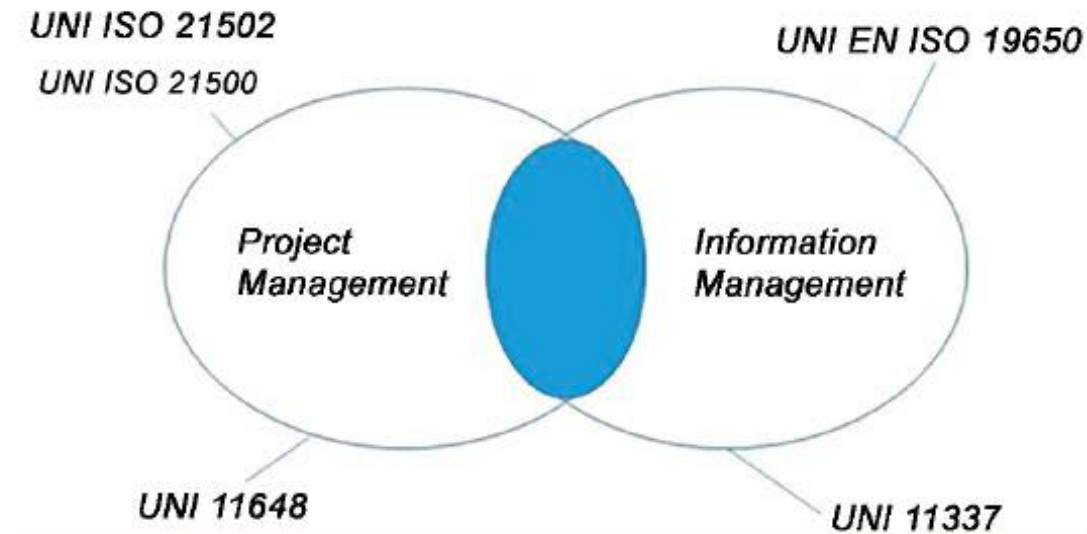 UNI ISO 21502
UNI ISO 21500
UNI EN ISO 19650
Project
Management
Information
Management
UNI 11648
UNI 11337